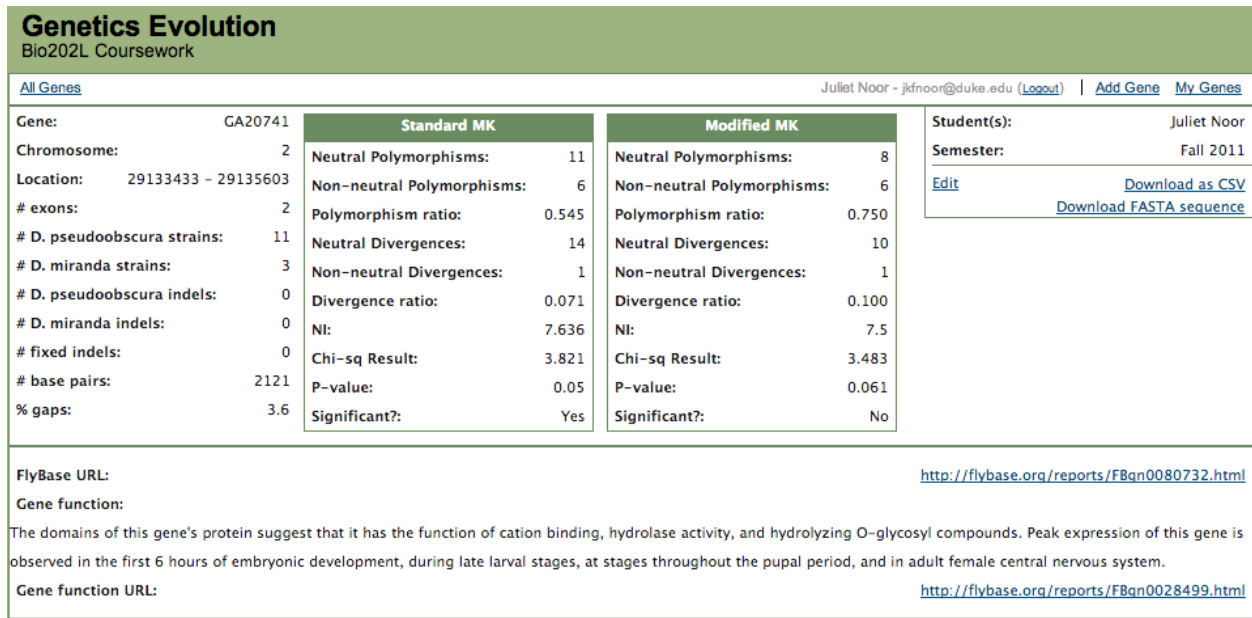 Genetics Evolution
Bio202L Coursework
All Genes
Juliet Noor - jkfnoor@duke.edu (Logout) | Add Gene My Genes
Gene: GA20741
Chromosome: 2
Location: 29133433 - 29135603
# exons: 2
# D. pseudoobscura strains: 11
# D. miranda strains: 3
# D. pseudoobscura indels: 0
# D. miranda indels: 0
# fixed indels: 0
# base pairs: 2121
% gaps: 3.6
Standard MK
Neutral Polymorphisms: 11
Non-neutral Polymorphisms: 6
Polymorphism ratio: 0.545
Neutral Divergences: 14
Non-neutral Divergences: 1
Divergence ratio: 0.071
NI: 7.636
Chi-sq Result: 3.821
P-value: 0.05
Significant?: Yes
Modified MK
Neutral Polymorphisms: 8
Non-neutral Polymorphisms: 6
Polymorphism ratio: 0.750
Neutral Divergences: 10
Non-neutral Divergences: 1
Divergence ratio: 0.100
NI: 7.5
Chi-sq Result: 3.483
P-value: 0.061
Significant?: No
Student(s): Juliet Noor
Semester: Fall 2011
Edit Download as CSV
Download FASTA sequence
FlyBase URL: http://flybase.org/reports/FBgn0080732.html
Gene function:
The domains of this gene's protein suggest that it has the function of cation binding, hydrolase activity, and hydrolyzing O-glycosyl compounds. Peak expression of this gene is
observed in the first 6 hours of embryonic development, during late larval stages, at stages throughout the pupal period, and in adult female central nervous system.
Gene function URL: http://flybase.org/reports/FBgn0028499.html